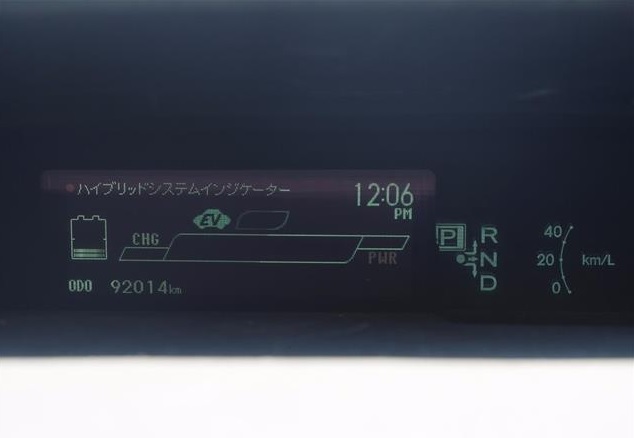 ハイブリッドシステムインジケーター
12:06
PM
EV
CHG
PWR
ODO 92014km
P R
N
D
40
20 km/L
0